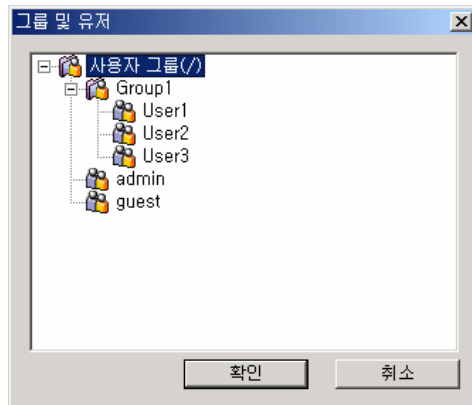 그룹 및 유저
사용자 그룹(/)
Group1
User1
User2
User3
admin
guest
확인
취소